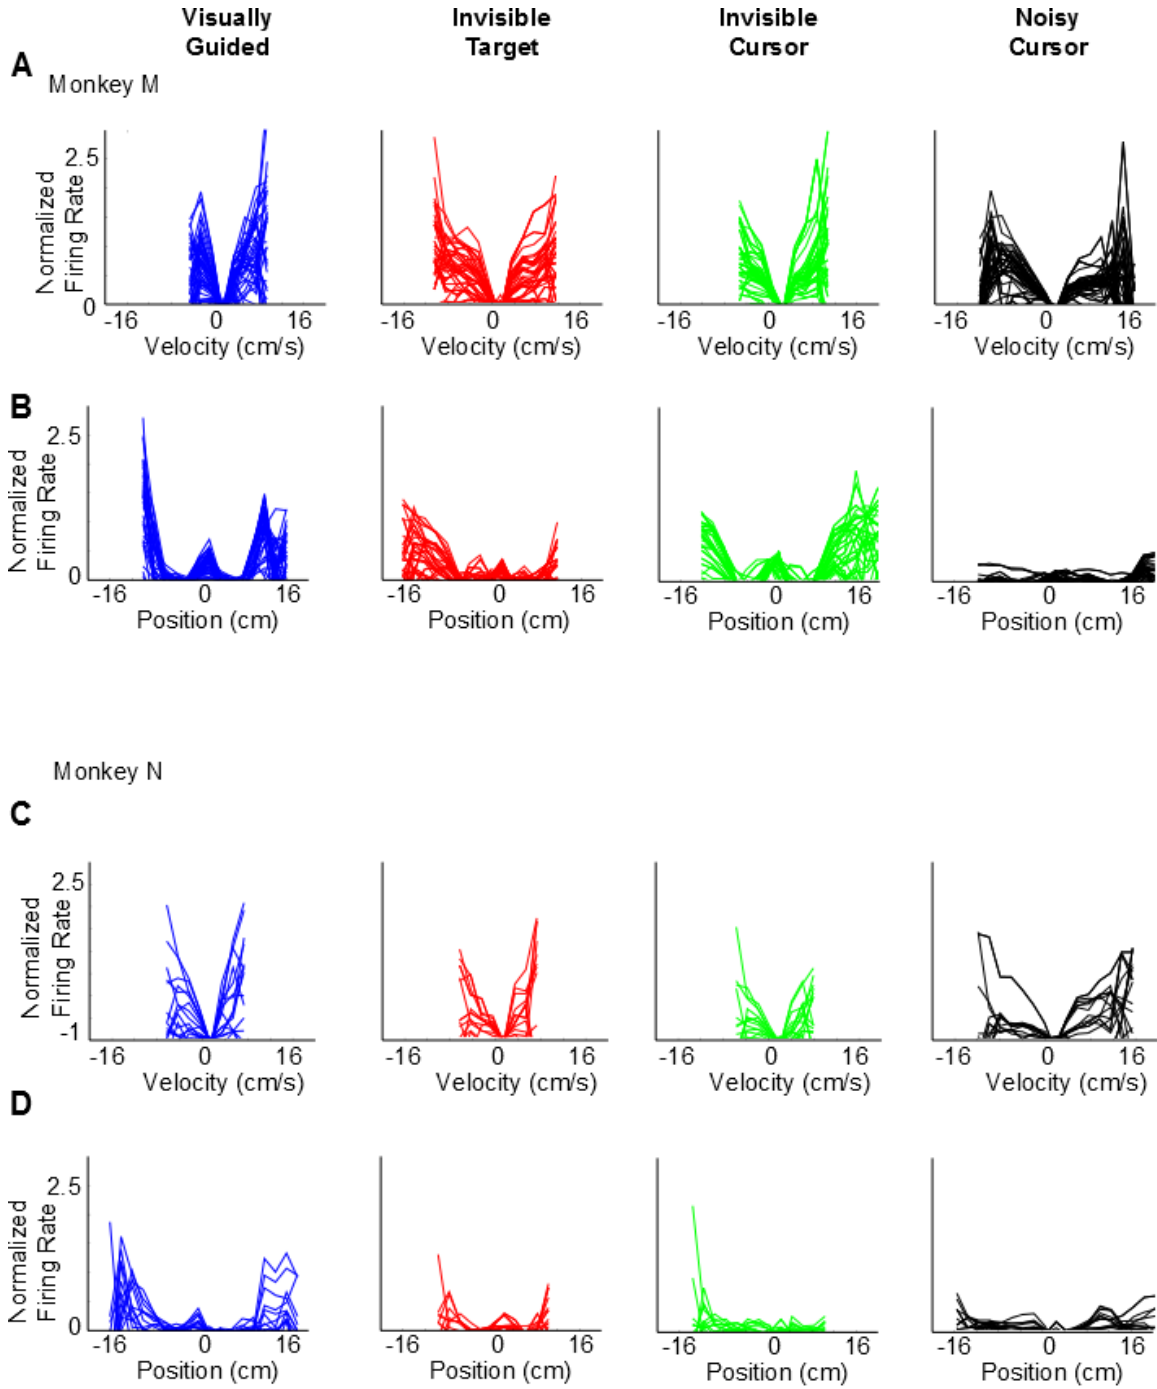 Visually Guided
Invisible Target
Invisible Cursor
Noisy Cursor
A
Monkey M
Normalized Firing Rate
2.5
0
-16 0 16
Velocity (cm/s)
-16 0 16
Velocity (cm/s)
-16 0 16
Velocity (cm/s)
-16 0 16
Velocity (cm/s)
B
Normalized Firing Rate
2.5
0
-16 0 16
Position (cm)
-16 0 16
Position (cm)
-16 0 16
Position (cm)
-16 0 16
Position (cm)
Monkey N
C
Normalized Firing Rate
2.5
-1
-16 0 16
Velocity (cm/s)
-16 0 16
Velocity (cm/s)
-16 0 16
Velocity (cm/s)
-16 0 16
Velocity (cm/s)
D
Normalized Firing Rate
2.5
0
-16 0 16
Position (cm)
-16 0 16
Position (cm)
-16 0 16
Position (cm)
-16 0 16
Position (cm)